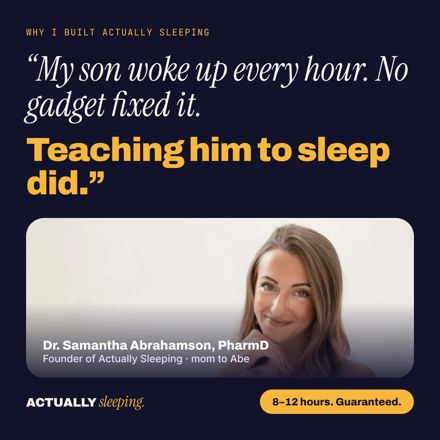 WHY I BUILT ACTUALLY SLEEPING
“My son woke up every hour. No
gadget fixed it.
Teaching him to sleep
did.”
Dr. Samantha Abrahamson, PharmD
Founder of Actually Sleeping · mom to Abe
ACTUALLY sleeping.
8–12 hours. Guaranteed.